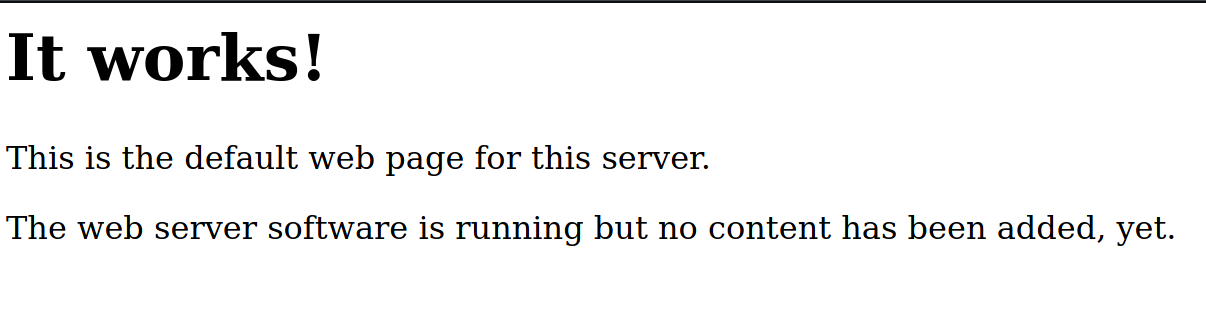 It works!
This is the default web page for this server.
The web server software is running but no content has been added, yet.